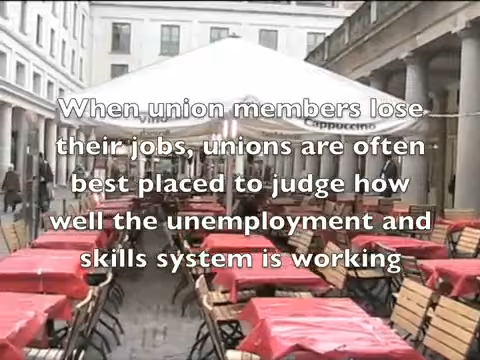 When union members lose
their jobs, unions are often
best placed to judge how
well the unemployment and
skills system is working
Cappuccino